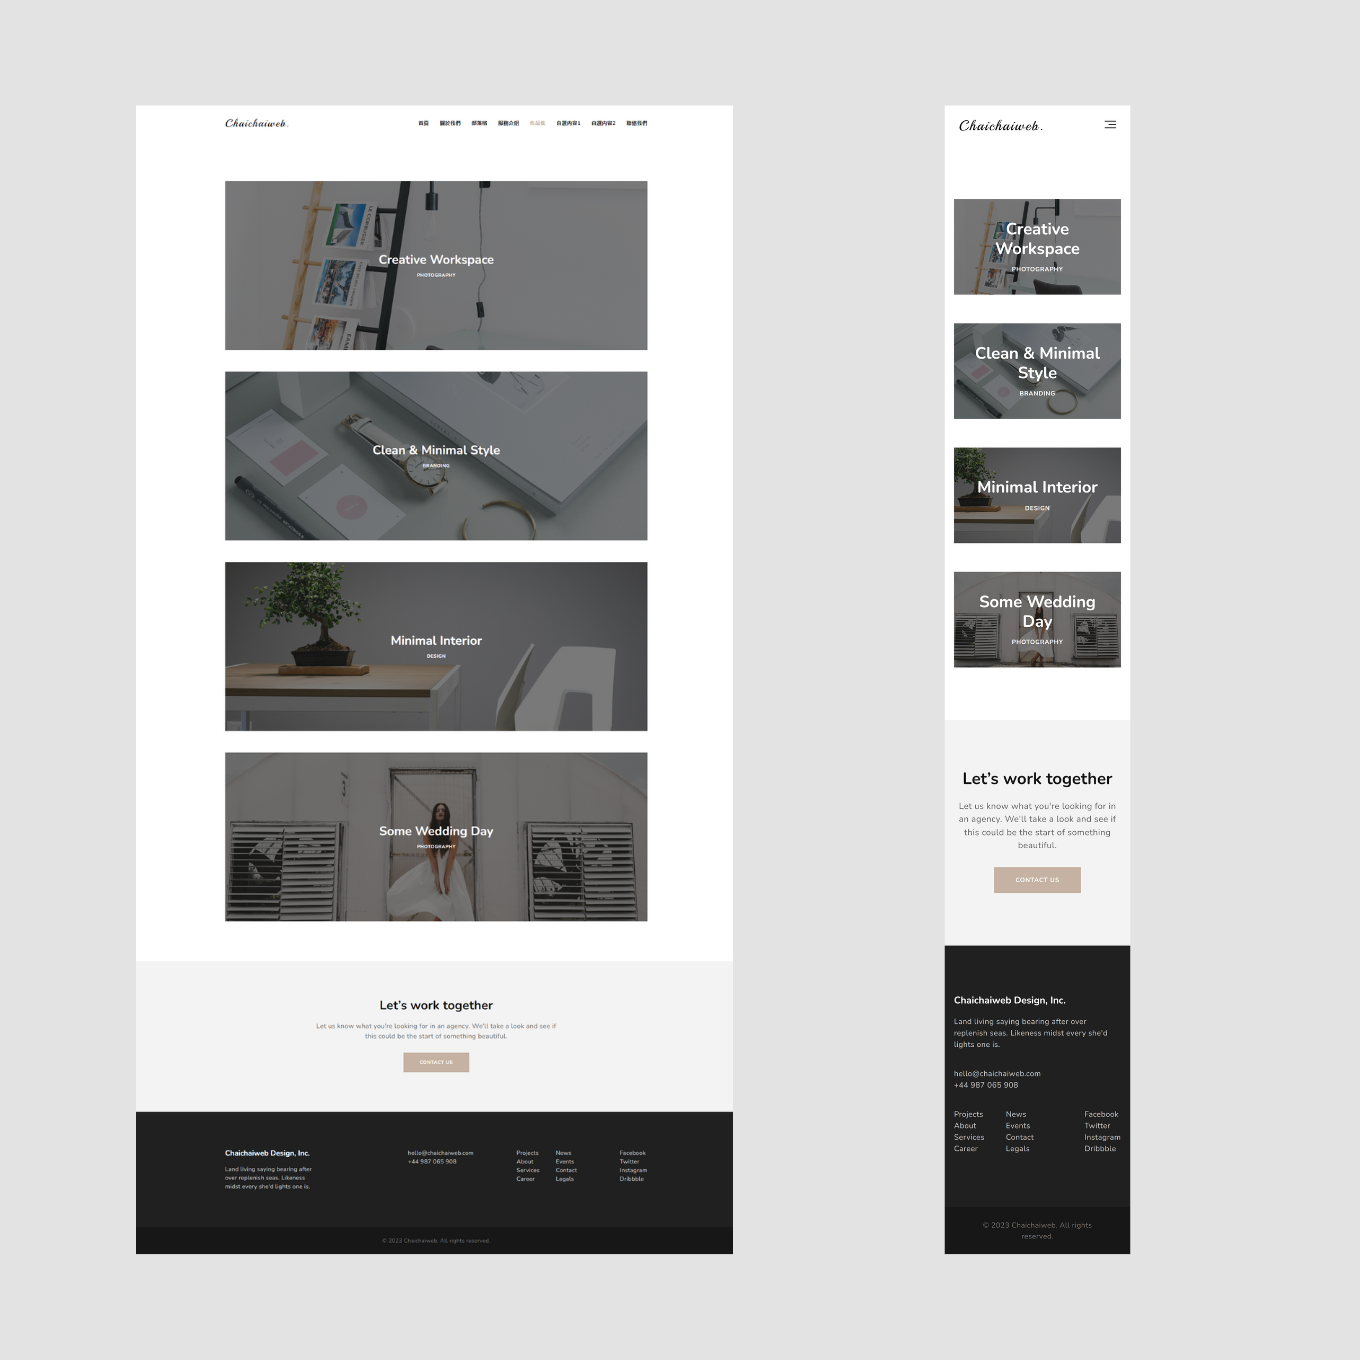 Chaichaiweb.
首頁 關於我們 部落格 服務介紹 作品集 自選內容1 自選內容2 聯絡我們
Creative Workspace
PHOTOGRAPHY
Clean & Minimal Style
BRANDING
Minimal Interior
DESIGN
Some Wedding Day
PHOTOGRAPHY
Let's work together
Let us know what you're looking for in an agency. We'll take a look and see if
this could be the start of something beautiful.
CONTACT US
Chaichaiweb Design, Inc.
Land living saying bearing after
over replenish seas. Likeness
midst every she'd lights one is.
hello@chaichaiweb.com
+44 987 065 908
Projects
About
Services
Career
News
Events
Contact
Legals
Facebook
Twitter
Instagram
Dribbble
© 2023 Chaichaiweb. All rights reserved.
Chaichaiweb.
Creative
Workspace
PHOTOGRAPHY
Clean & Minimal
Style
BRANDING
Minimal Interior
DESIGN
Some Wedding
Day
PHOTOGRAPHY
Let's work together
Let us know what you're looking for in
an agency. We'll take a look and see if
this could be the start of something
beautiful.
CONTACT US
Chaichaiweb Design, Inc.
Land living saying bearing after over
replenish seas. Likeness midst every she'd
lights one is.
hello@chaichaiweb.com
+44 987 065 908
Projects
About
Services
Career
News
Events
Contact
Legals
Facebook
Twitter
Instagram
Dribbble
© 2023 Chaichaiweb. All rights
reserved.